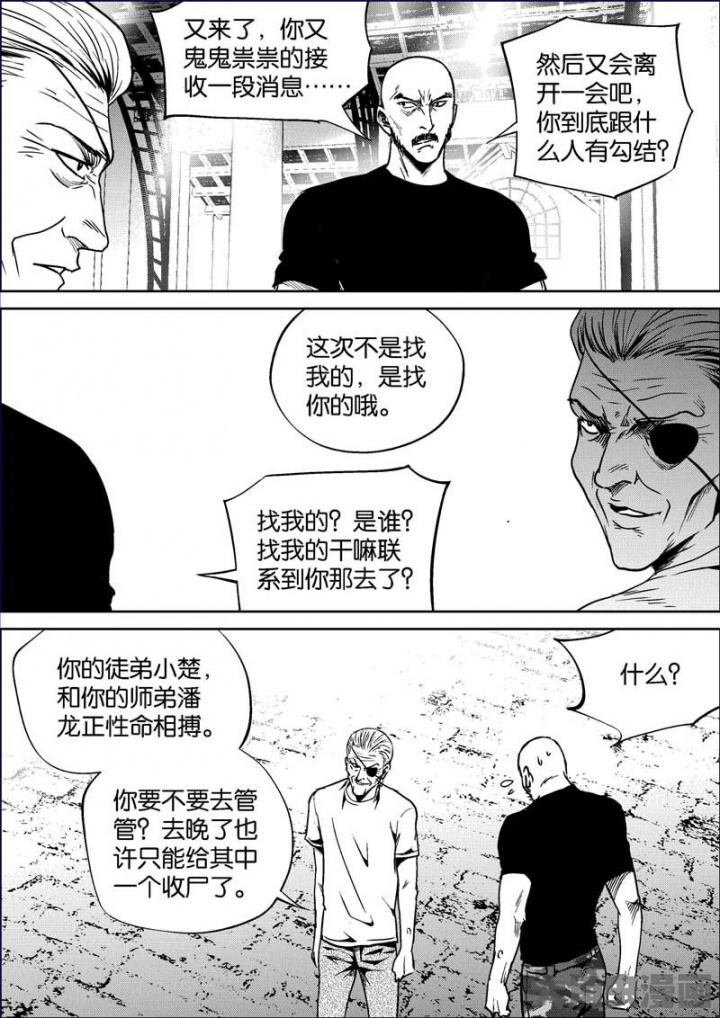 又来了，你又
鬼鬼祟祟的接
收一段消息……
然后又会离
开一会吧，
你到底跟什
么人有勾结？
这次不是找
我的，是找
你的哦。
找我的？是谁？
找我的干嘛联
系到你那去了？
你的徒弟小楚，
和你的师弟潘
龙正性命相搏。
什么？
你要不要去管
管？去晚了也
许只能给其中
一个收尸了。